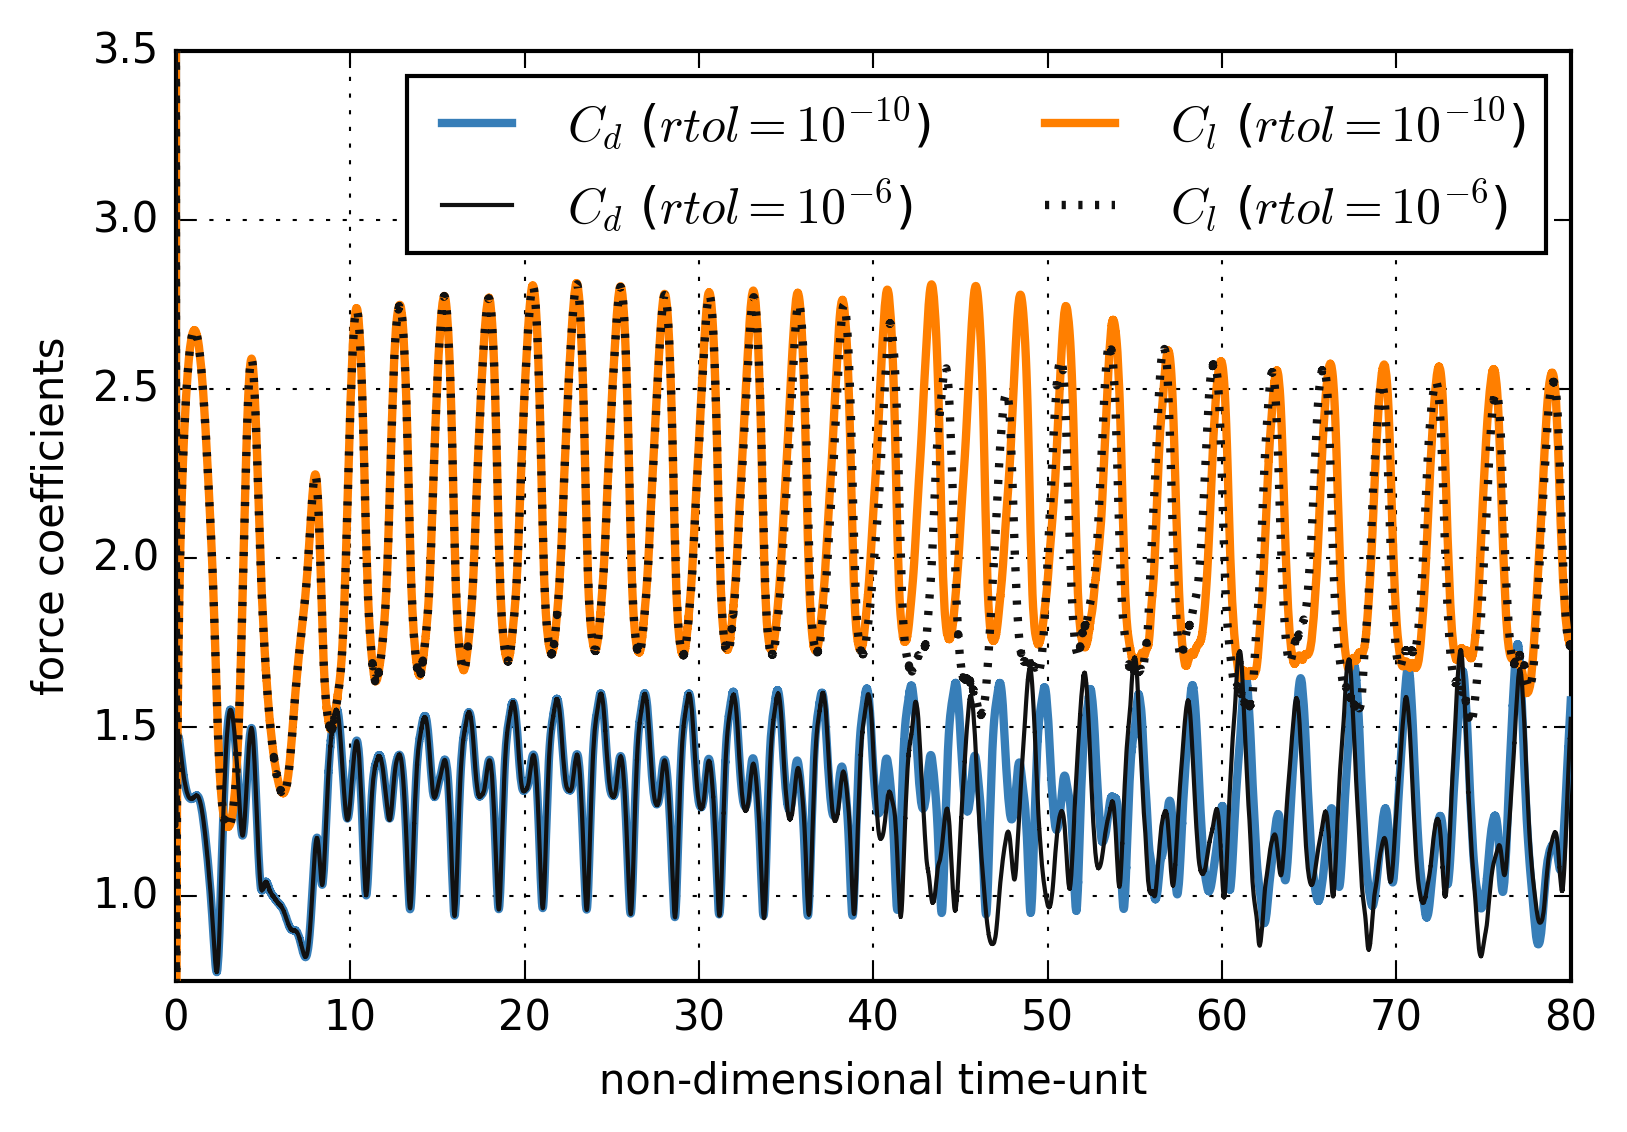 3.5
3.0
2.5
2.0
1.5
1.0
force coefficients
C_d (rtol = 10^{-10})
C_l (rtol = 10^{-10})
C_d (rtol = 10^{-6})
C_l (rtol = 10^{-6})
0 10 20 30 40 50 60 70 80
non-dimensional time-unit